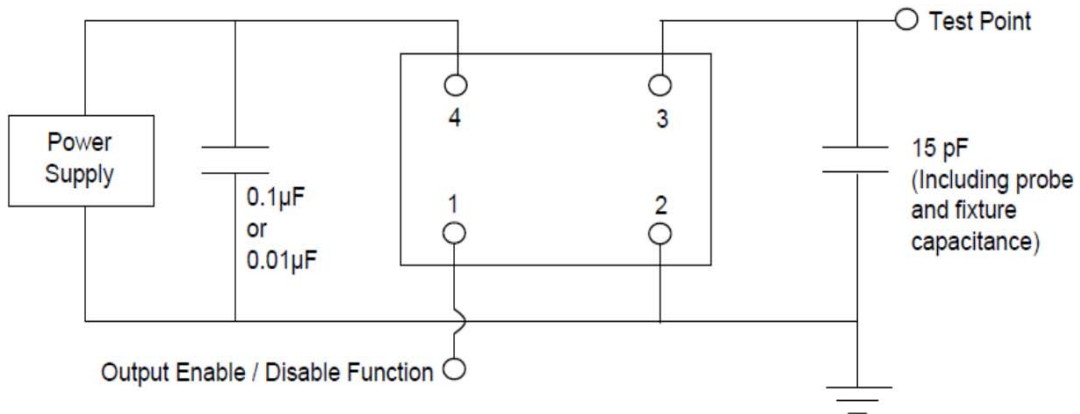 Test Point
4
3
Power
Supply
15 pF
(Including probe
and fixture
capacitance)
0.1µF
or
0.01µF
1
2
Output Enable / Disable Function